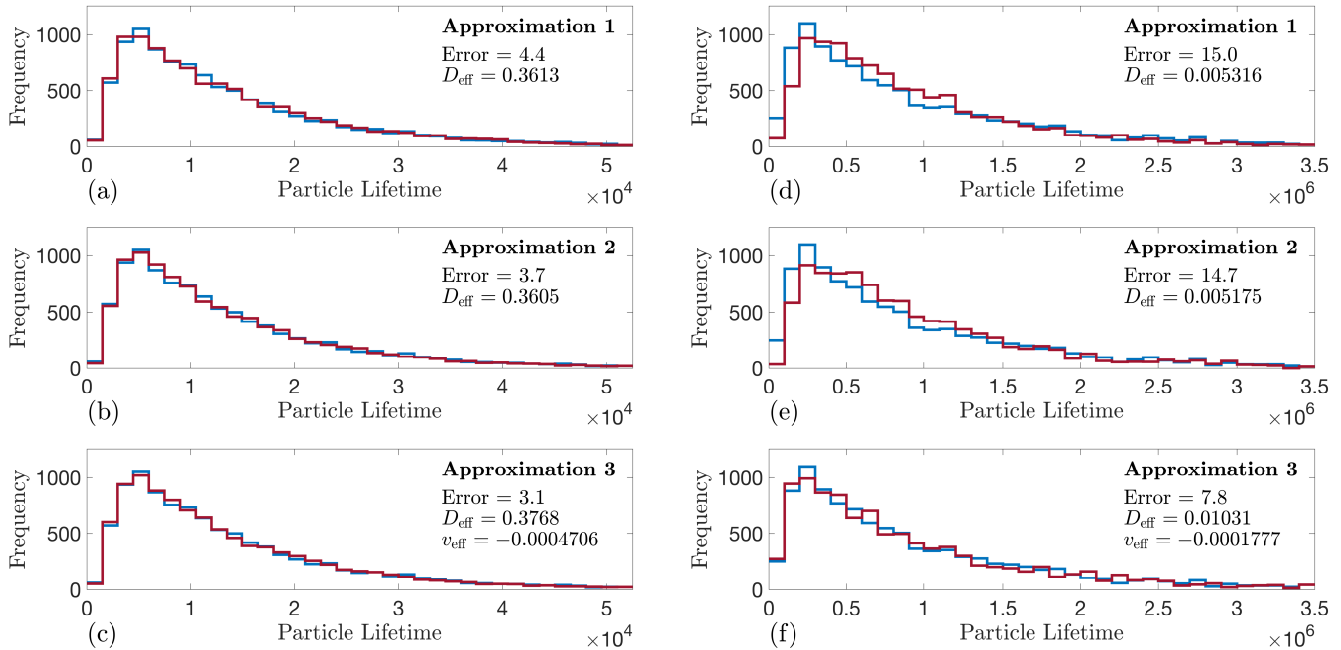 Approximation 1
Error = 4.4
D_eff = 0.3613
Frequency
1000
500
0
0 1 2 3 4 5
Particle Lifetime
×10^4
(a)
Approximation 1
Error = 15.0
D_eff = 0.005316
Frequency
1000
500
0
0 0.5 1 1.5 2 2.5 3 3.5
Particle Lifetime
×10^6
(d)
Approximation 2
Error = 3.7
D_eff = 0.3605
Frequency
1000
500
0
0 1 2 3 4 5
Particle Lifetime
×10^4
(b)
Approximation 2
Error = 14.7
D_eff = 0.005175
Frequency
1000
500
0
0 0.5 1 1.5 2 2.5 3 3.5
Particle Lifetime
×10^6
(e)
Approximation 3
Error = 3.1
D_eff = 0.3768
v_eff = −0.0004706
Frequency
1000
500
0
0 1 2 3 4 5
Particle Lifetime
×10^4
(c)
Approximation 3
Error = 7.8
D_eff = 0.01031
v_eff = −0.0001777
Frequency
1000
500
0
0 0.5 1 1.5 2 2.5 3 3.5
Particle Lifetime
×10^6
(f)